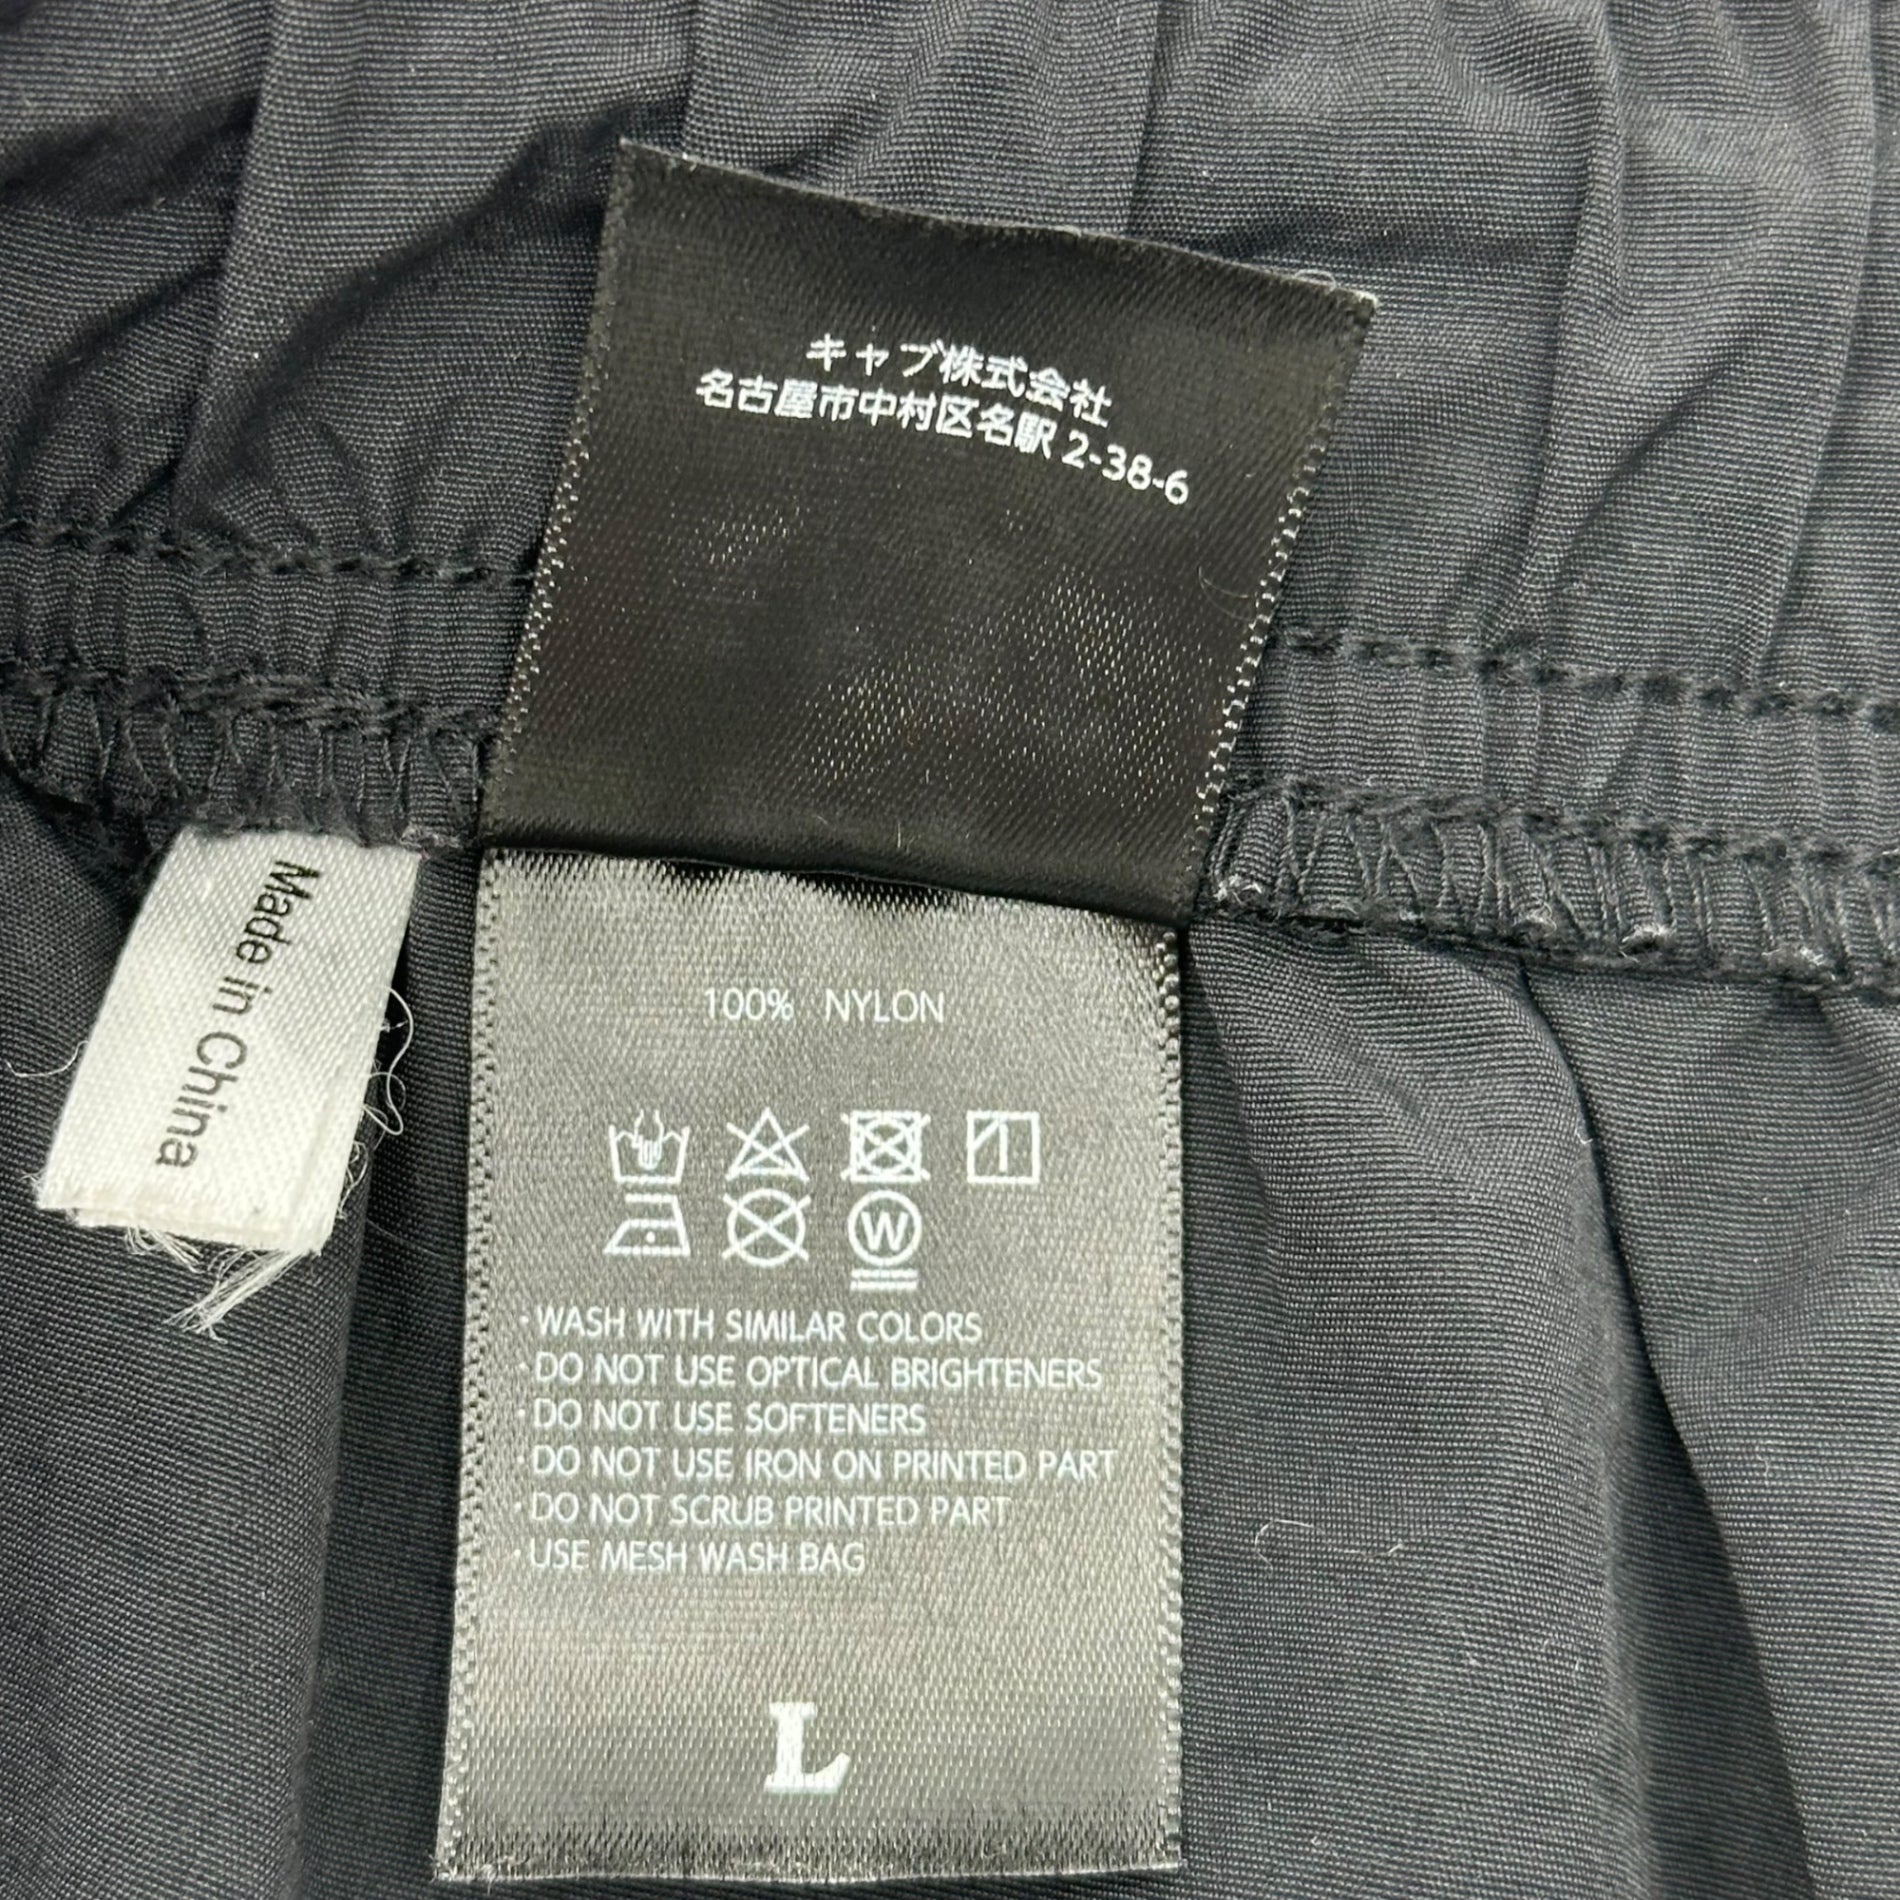 キャブ株式会社
名古屋市中村区名駅 2-38-6
Made in China
100% NYLON
W
・WASH WITH SIMILAR COLORS
・DO NOT USE OPTICAL BRIGHTENERS
・DO NOT USE SOFTENERS
・DO NOT USE IRON ON PRINTED PART
・DO NOT SCRUB PRINTED PART
・USE MESH WASH BAG
L